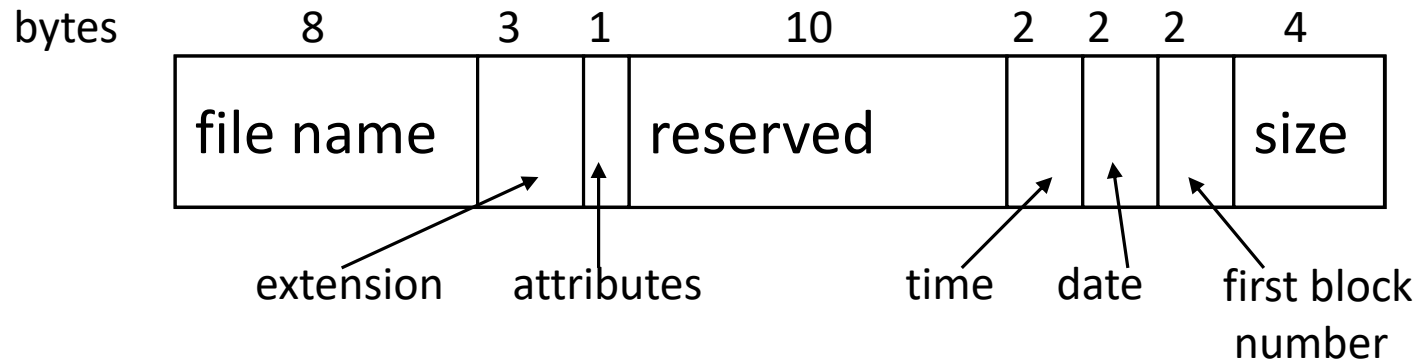 bytes 8 3 1 10 2 2 2 4
file name reserved size
extension attributes time date first block
number